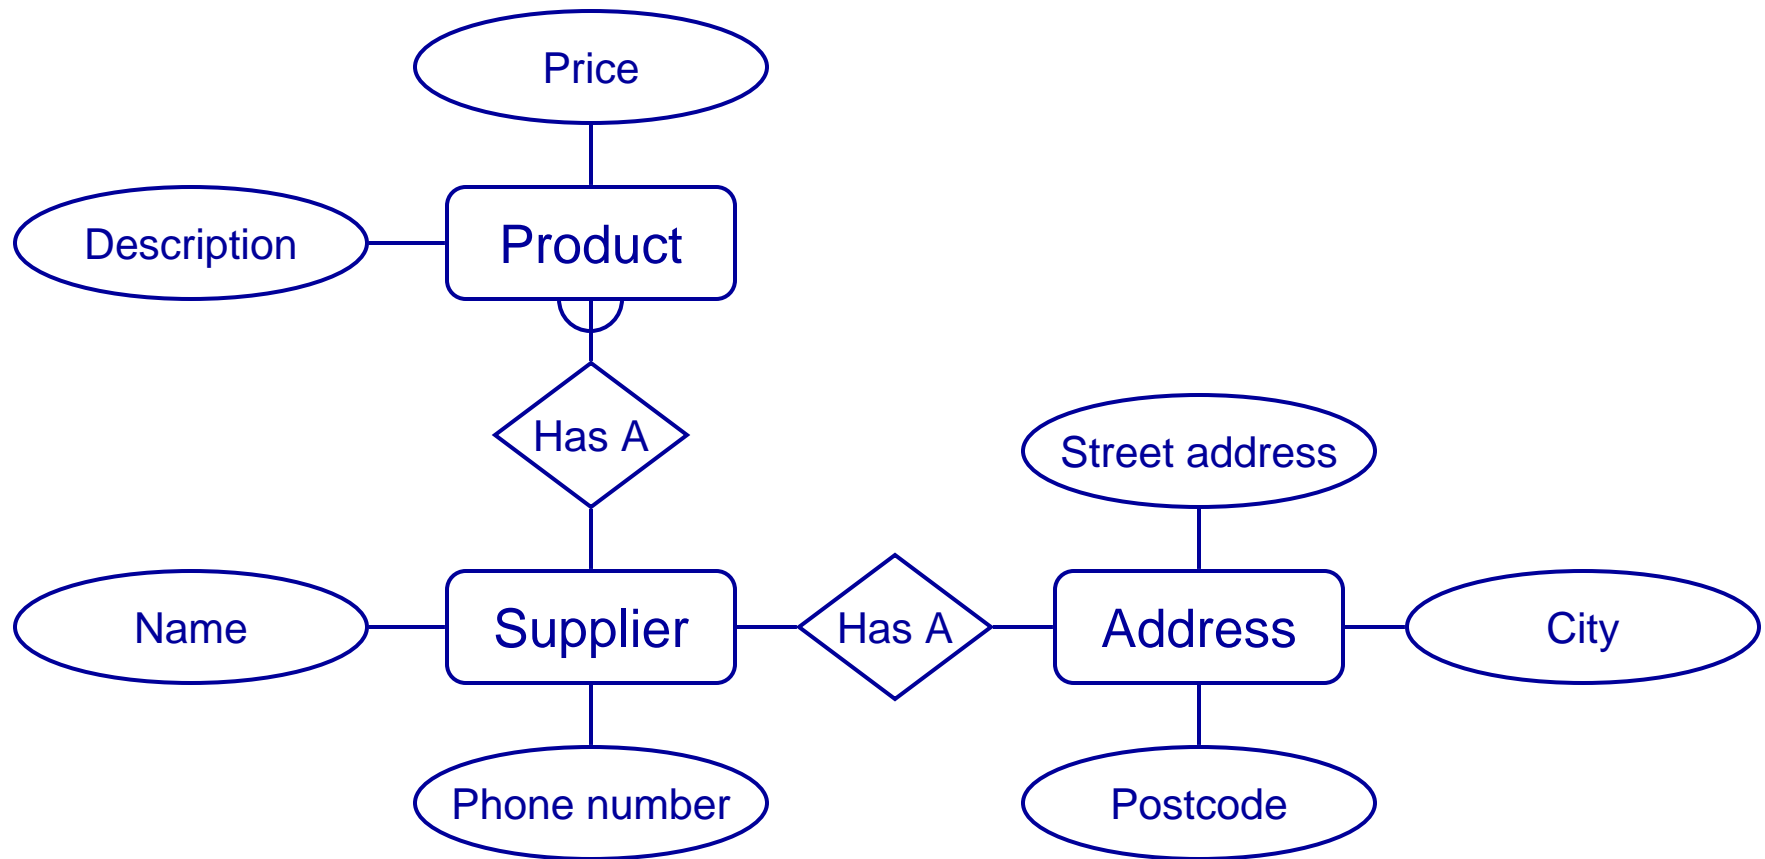 Price
Description
Product
Has A
Street address
Name
Supplier
Has A
Address
City
Phone number
Postcode